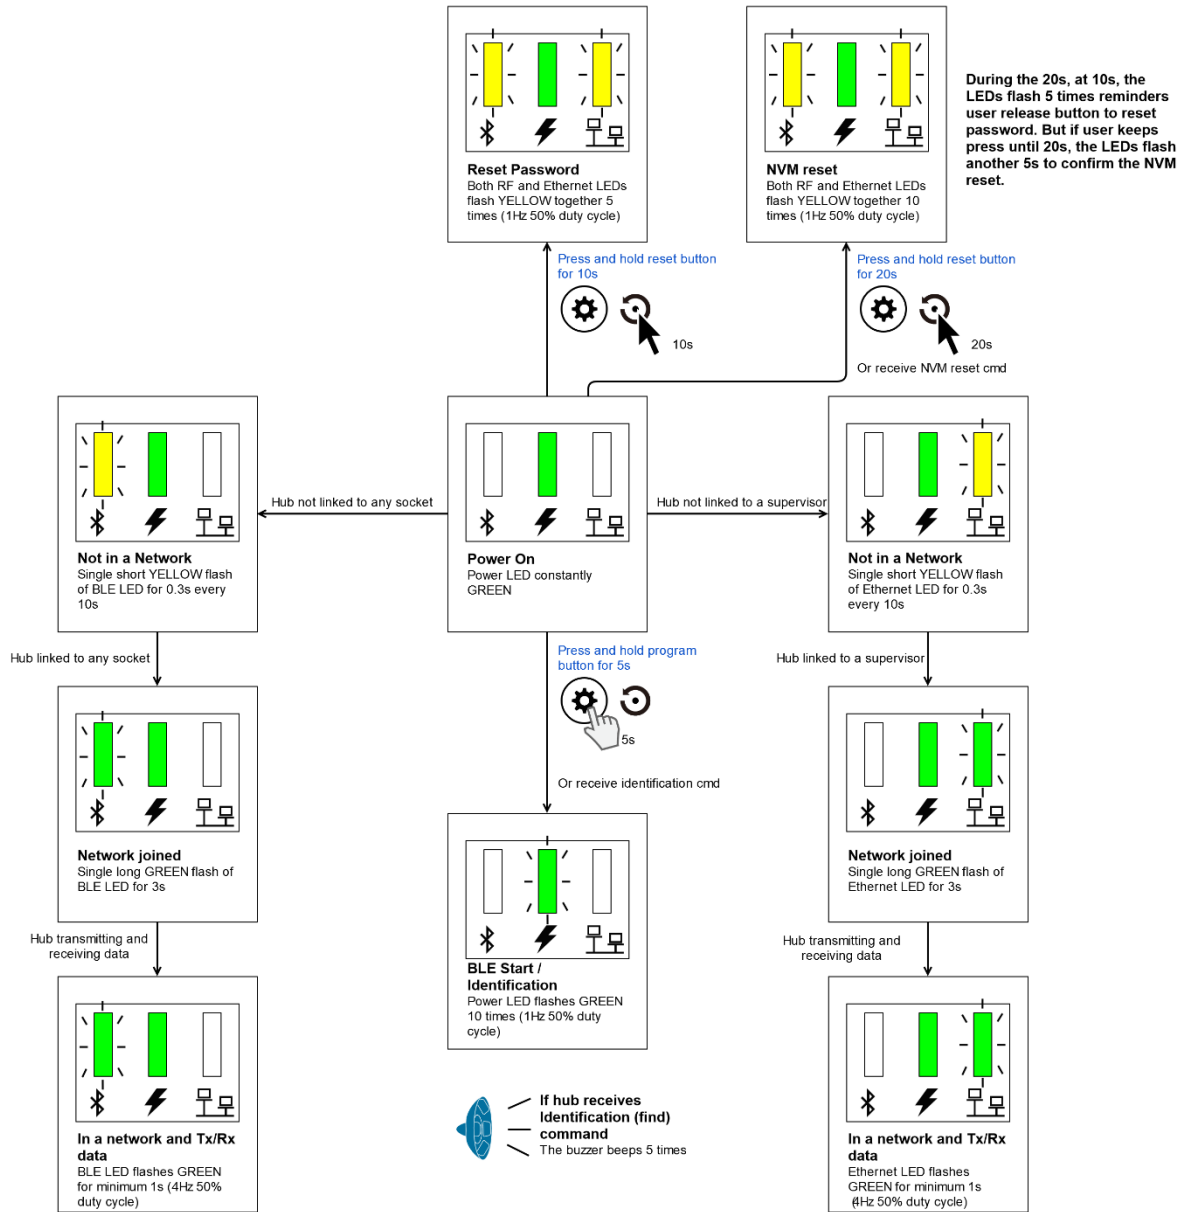 Reset Password
Both RF and Ethernet LEDs
flash YELLOW together 5
times (1Hz 50% duty cycle)
NVM reset
Both RF and Ethernet LEDs
flash YELLOW together 10
times (1Hz 50% duty cycle)
During the 20s, at 10s, the
LEDs flash 5 times reminders
user release button to reset
password. But if user keeps
press until 20s, the LEDs flash
another 5s to confirm the NVM
reset.
Press and hold reset button
for 10s
10s
Press and hold reset button
for 20s
20s
Or receive NVM reset cmd
Not in a Network
Single short YELLOW flash
of BLE LED for 0.3s every
10s
Hub not linked to any socket
Power On
Power LED constantly
GREEN
Hub not linked to a supervisor
Not in a Network
Single short YELLOW flash
of Ethernet LED for 0.3s
every 10s
Hub linked to any socket
Press and hold program
button for 5s
5s
Or receive identification cmd
Hub linked to a supervisor
Network joined
Single long GREEN flash of
BLE LED for 3s
Network joined
Single long GREEN flash of
Ethernet LED for 3s
Hub transmitting and
receiving data
BLE Start /
Identification
Power LED flashes GREEN
10 times (1Hz 50% duty
cycle)
Hub transmitting and
receiving data
In a network and Tx/Rx
data
BLE LED flashes GREEN
for minimum 1s (4Hz 50%
duty cycle)
If hub receives
Identification (find)
command
The buzzer beeps 5 times
In a network and Tx/Rx
data
Ethernet LED flashes
GREEN for minimum 1s
(4Hz 50% duty cycle)